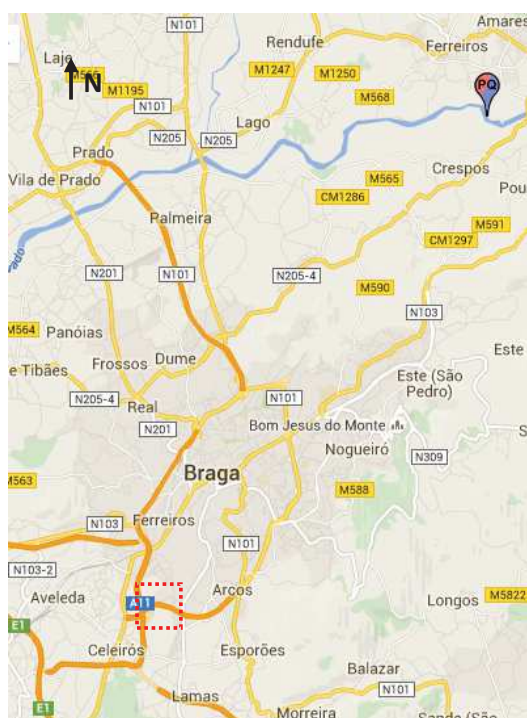 Amares
N101
Rendufe
Ferreiros
Laje
M566
N
M1247
M1250
M1195
M568
PQ
N101
Lago
N205
N205
Prado
Crespos
Vila de Prado
M565
Pou
CM1286
Palmeira
M591
CM1297
N201
N101
N205-4
M590
N103
M564
Panóias
Este
Frossos
Dume
e Tibães
Este (São
Pedro)
N205-4
N101
Real
Bom Jesus do Monte
N201
Nogueiró
N309
Braga
M563
M588
N103
Ferreiros
N101
N103-2
Aveleda
A11
Arcos
M5822
Longos
E1
Celeirós
Esporões
Balazar
E1
Lamas
N101
Morreira